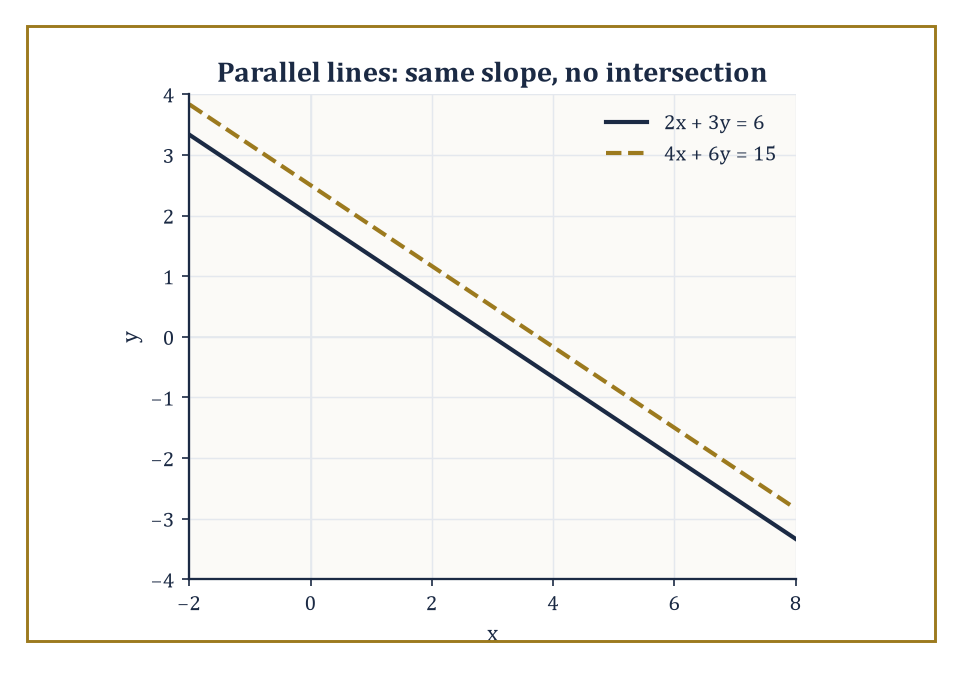 Parallel lines: same slope, no intersection
2x + 3y = 6
4x + 6y = 15
4
3
2
1
0
−1
−2
−3
−4
y
−2 0 2 4 6 8
x